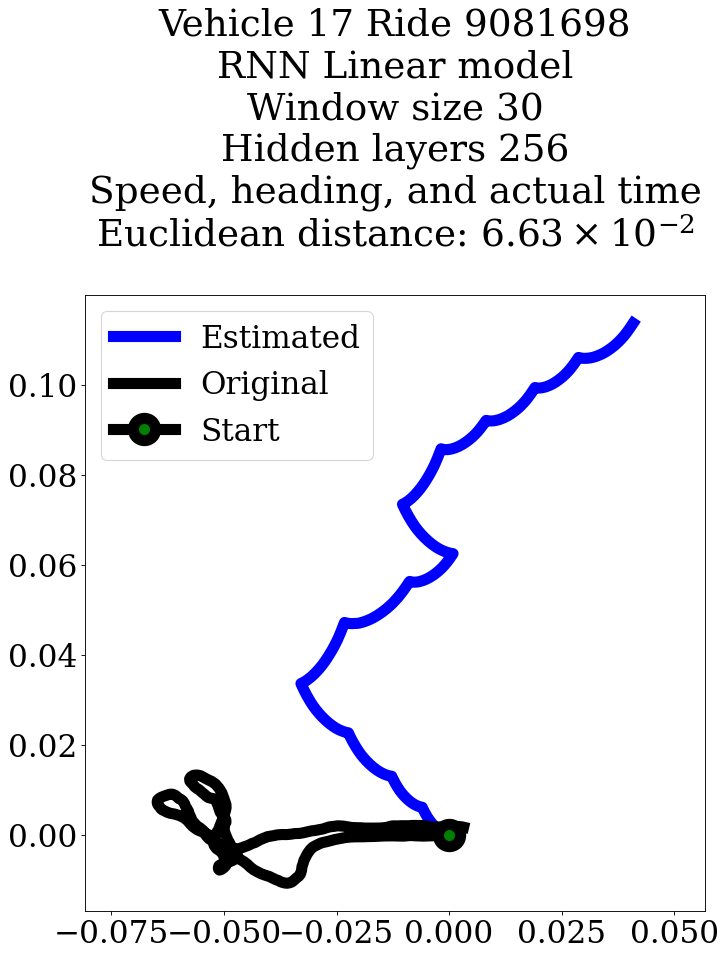 Vehicle 17 Ride 9081698
RNN Linear model
Window size 30
Hidden layers 256
Speed, heading, and actual time
Euclidean distance: 6.63 × 10⁻²
Estimated
Original
Start
0.10
0.08
0.06
0.04
0.02
0.00
−0.075 −0.050 −0.025 0.000 0.025 0.050